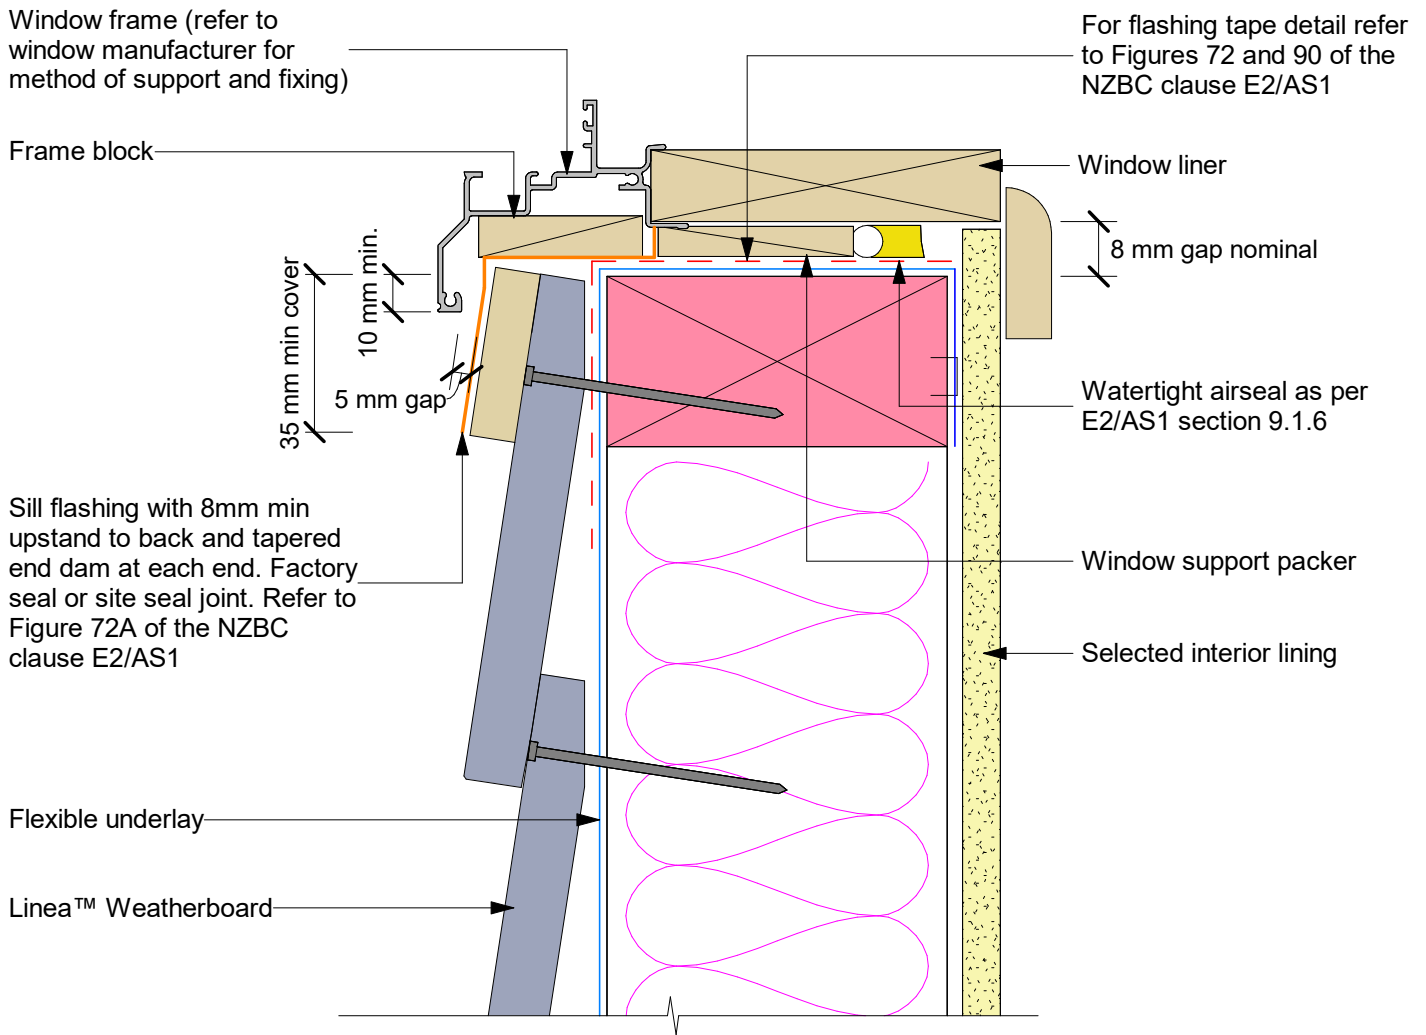 Window frame (refer to
window manufacturer for
method of support and fixing)
For flashing tape detail refer
to Figures 72 and 90 of the
NZBC clause E2/AS1
Frame block
Window liner
8 mm gap nominal
35 mm min cover
10 mm min.
5 mm gap
Watertight airseal as per
E2/AS1 section 9.1.6
Sill flashing with 8mm min
upstand to back and tapered
end dam at each end. Factory
seal or site seal joint. Refer to
Figure 72A of the NZBC
clause E2/AS1
Window support packer
Selected interior lining
Flexible underlay
Linea™ Weatherboard